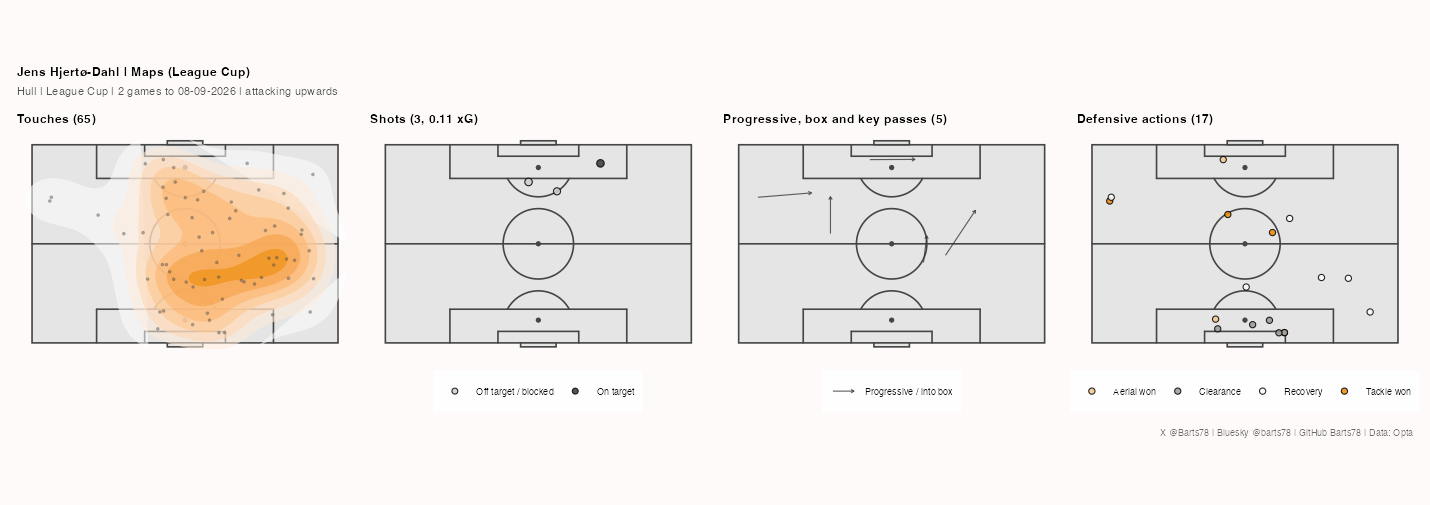 Jens Hjertø-Dahl | Maps (League Cup)
Hull | League Cup | 2 games to 08-09-2026 | attacking upwards
Touches (65)
Shots (3, 0.11 xG)
Progressive, box and key passes (5)
Defensive actions (17)
Off target / blocked
On target
Progressive / into box
Aerial won
Clearance
Recovery
Tackle won
X @Barts78 | Bluesky @barts78 | GitHub Barts78 | Data: Opta